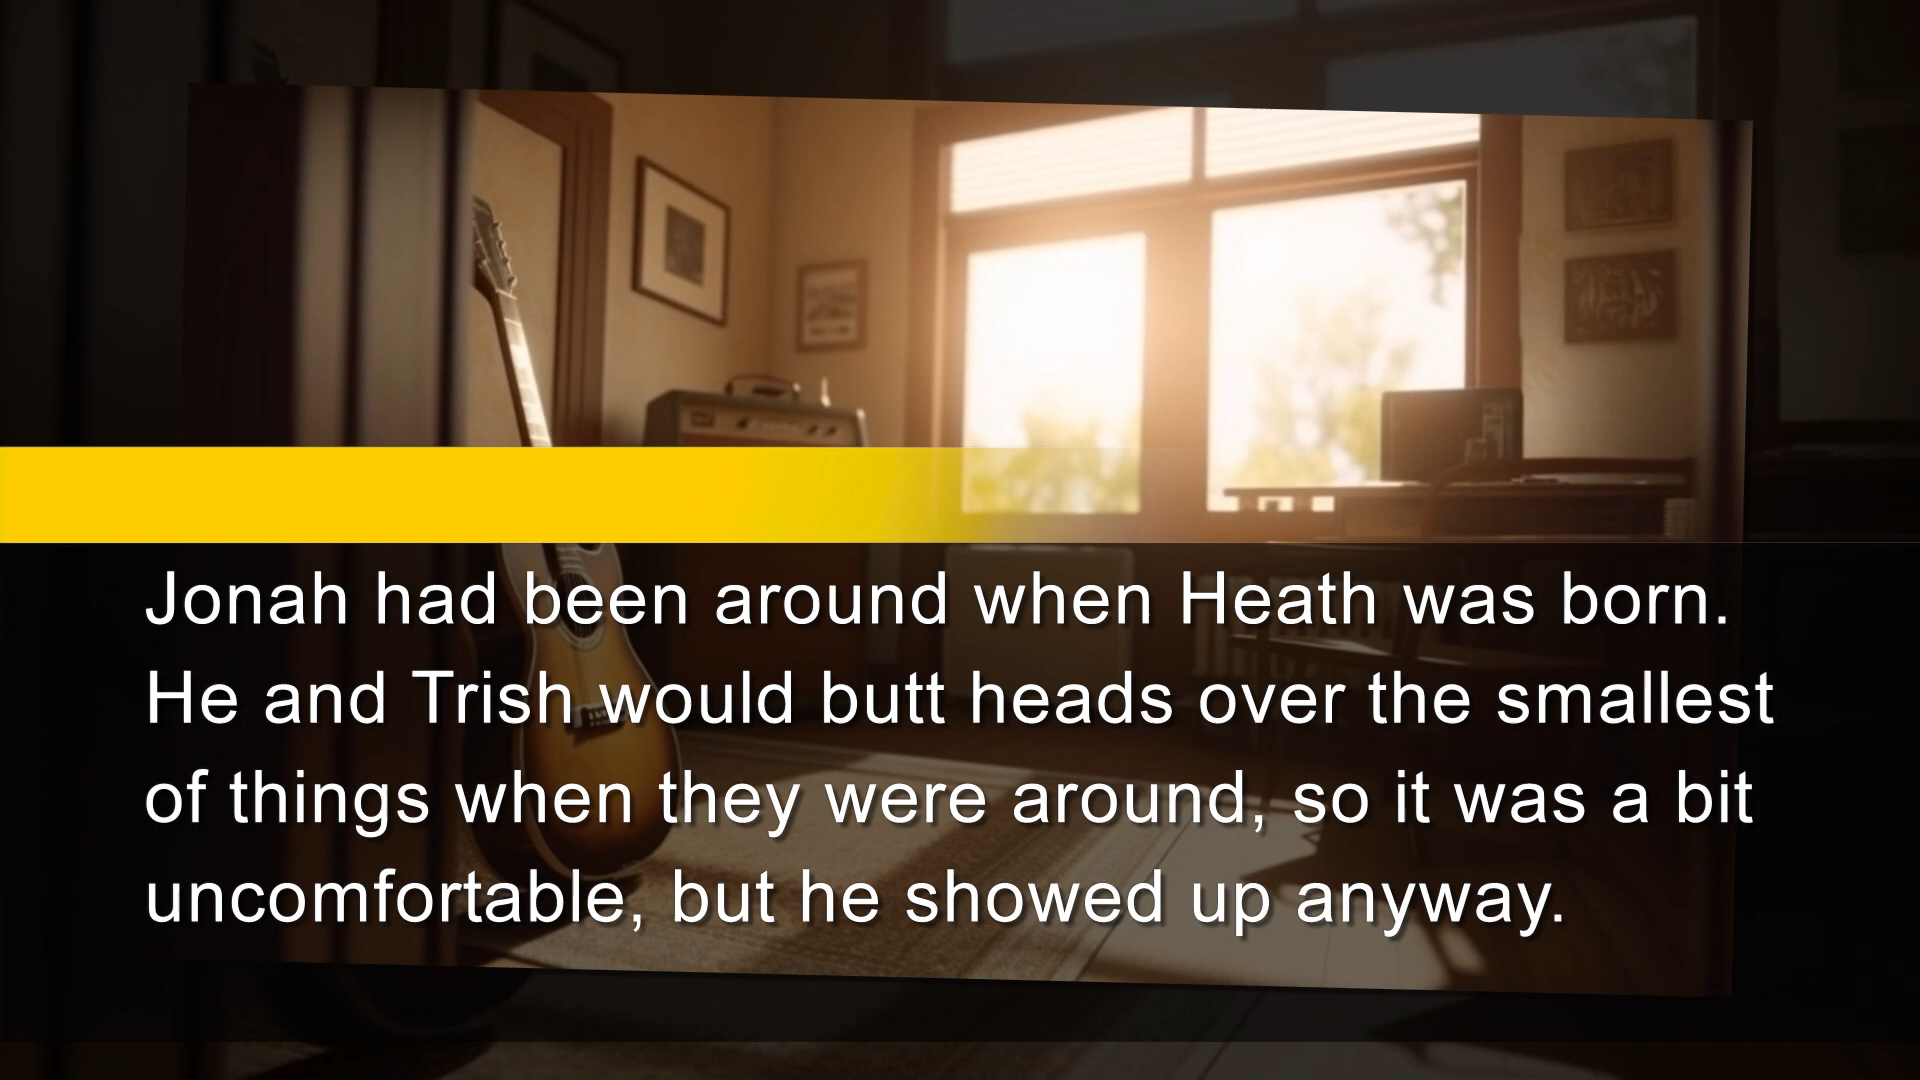 Jonah had been around when Heath was born.
He and Trish would butt heads over the smallest
of things when they were around, so it was a bit
uncomfortable, but he showed up anyway.